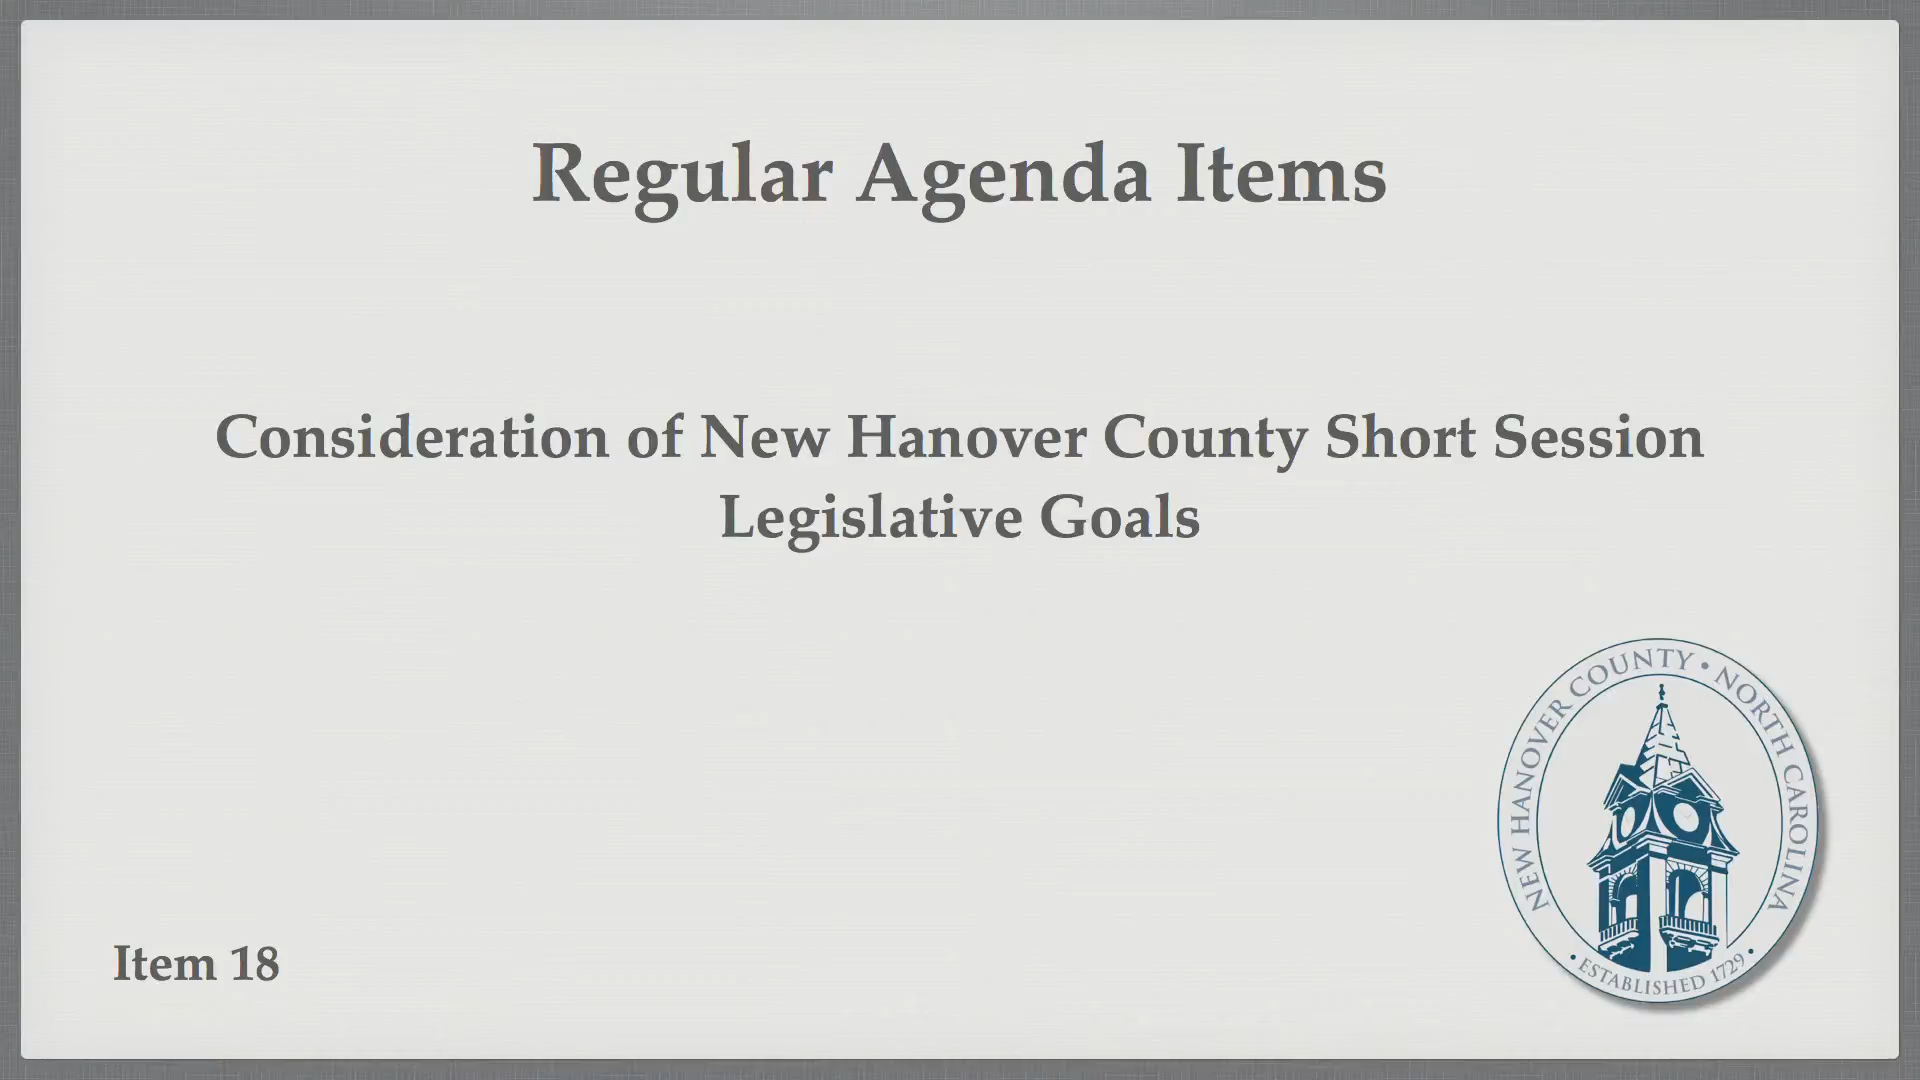 Regular Agenda Items
Consideration of New Hanover County Short Session
Legislative Goals
NEW HANOVER COUNTY • NORTH CAROLINA
• ESTABLISHED 1729 •
Item 18